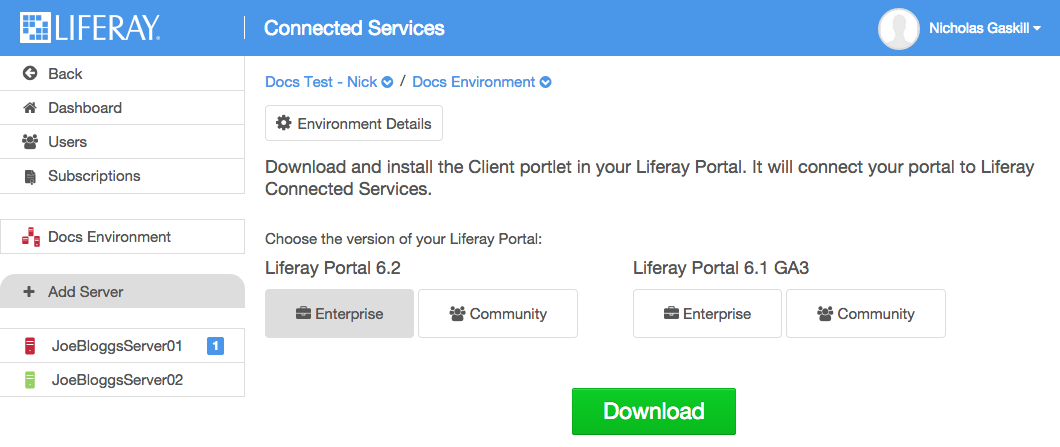 LIFERAY. Connected Services Nicholas Gaskill
Back
Dashboard
Users
Subscriptions
Docs Environment
Add Server
JoeBloggsServer01 1
JoeBloggsServer02
Docs Test - Nick / Docs Environment
Environment Details
Download and install the Client portlet in your Liferay Portal. It will connect your portal to Liferay
Connected Services.
Choose the version of your Liferay Portal:
Liferay Portal 6.2 Liferay Portal 6.1 GA3
Enterprise Community Enterprise Community
Download